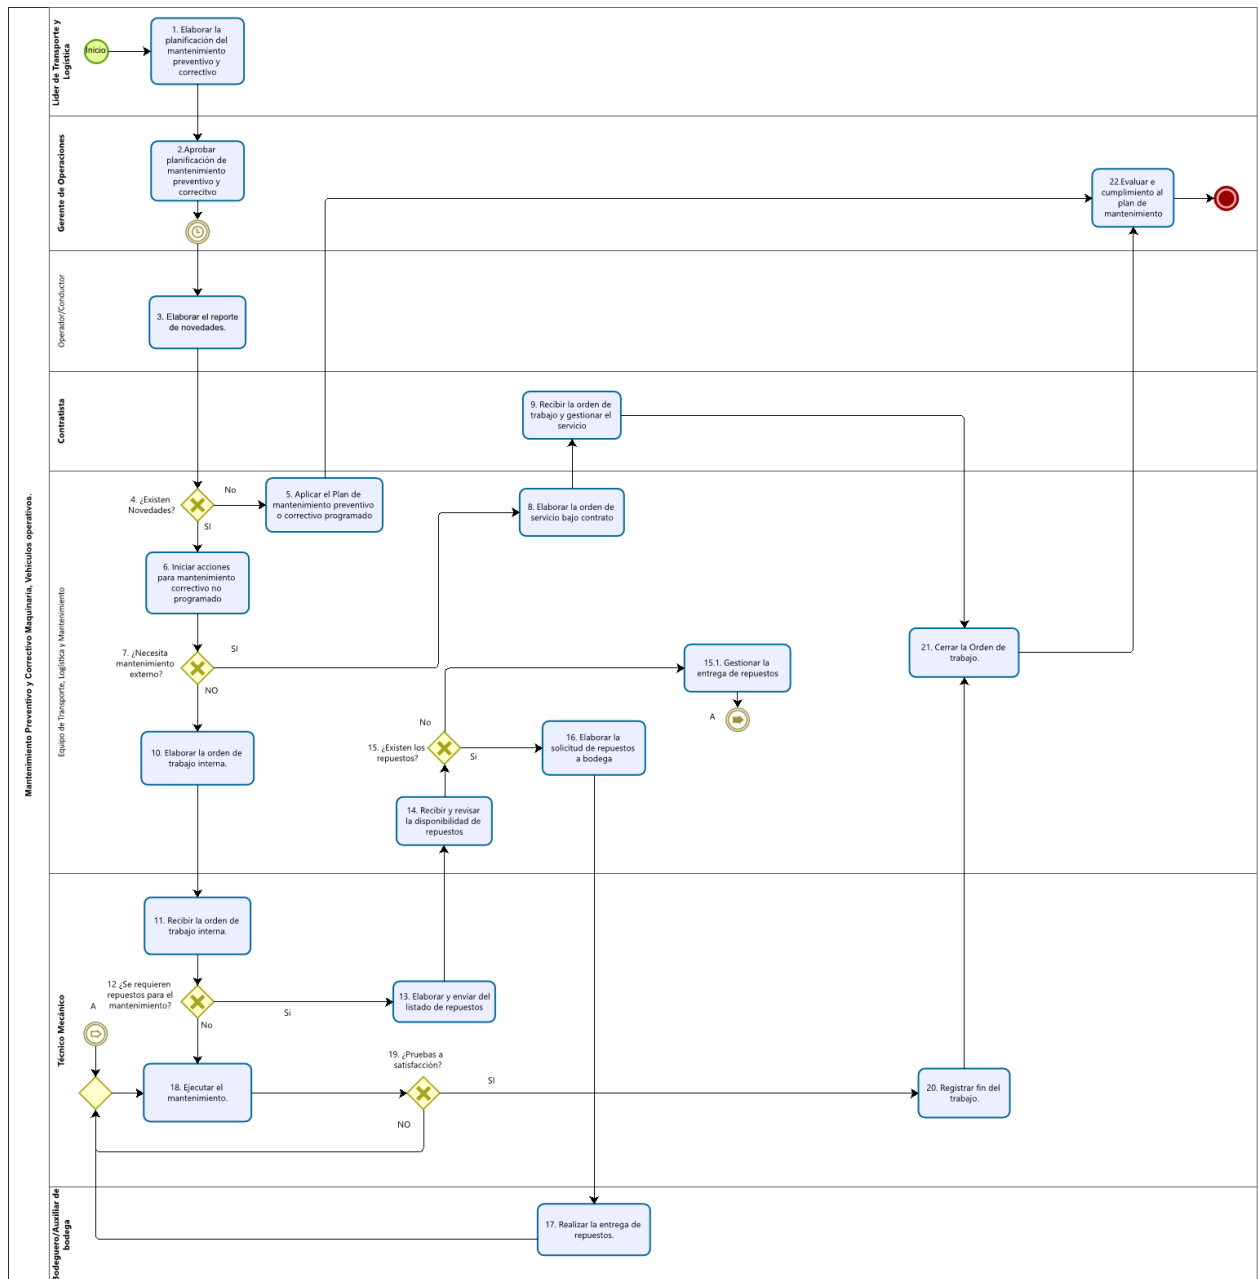 Mantenimiento Preventivo y Correctivo Maquinaria, Vehículos operativos.
Líder de Transporte y
Logística
Inicio
1. Elaborar la
planificación del
mantenimiento
preventivo y
correctivo
Gerente de Operaciones
2.Aprobar
planificación de
mantenimiento
preventivo y
correcitvo
22.Evaluar e
cumplimiento al
plan de
mantenimiento
Operador/Conductor
3. Elaborar el reporte
de novedades.
Contratista
9. Recibir la orden de
trabajo y gestionar el
servicio
Equipo de Transporte, Logística y Mantenimiento
4. ¿Existen
Novedades?
No
SI
5. Aplicar el Plan de
mantenimiento preventivo
o correctivo programado
8. Elaborar la orden de
servicio bajo contrato
6. Iniciar acciones
para mantenimiento
correctivo no
programado
7. ¿Necesita
mantenimiento
externo?
SI
NO
15.1. Gestionar la
entrega de repuestos
A
21. Cerrar la Orden de
trabajo.
10. Elaborar la orden de
trabajo interna.
15. ¿Existen los
repuestos?
No
Si
16. Elaborar la
solicitud de repuestos
a bodega
14. Recibir y revisar
la disponibilidad de
repuestos
Técnico Mecánico
11. Recibir la orden de
trabajo interna.
12 ¿Se requieren
repuestos para el
mantenimiento?
Si
No
13. Elaborar y enviar del
listado de repuestos
A
18. Ejecutar el
mantenimiento.
19. ¿Pruebas a
satisfacción?
SI
NO
20. Registrar fin del
trabajo.
Bodeguero/Auxiliar de
bodega
17. Realizar la entrega de
repuestos.